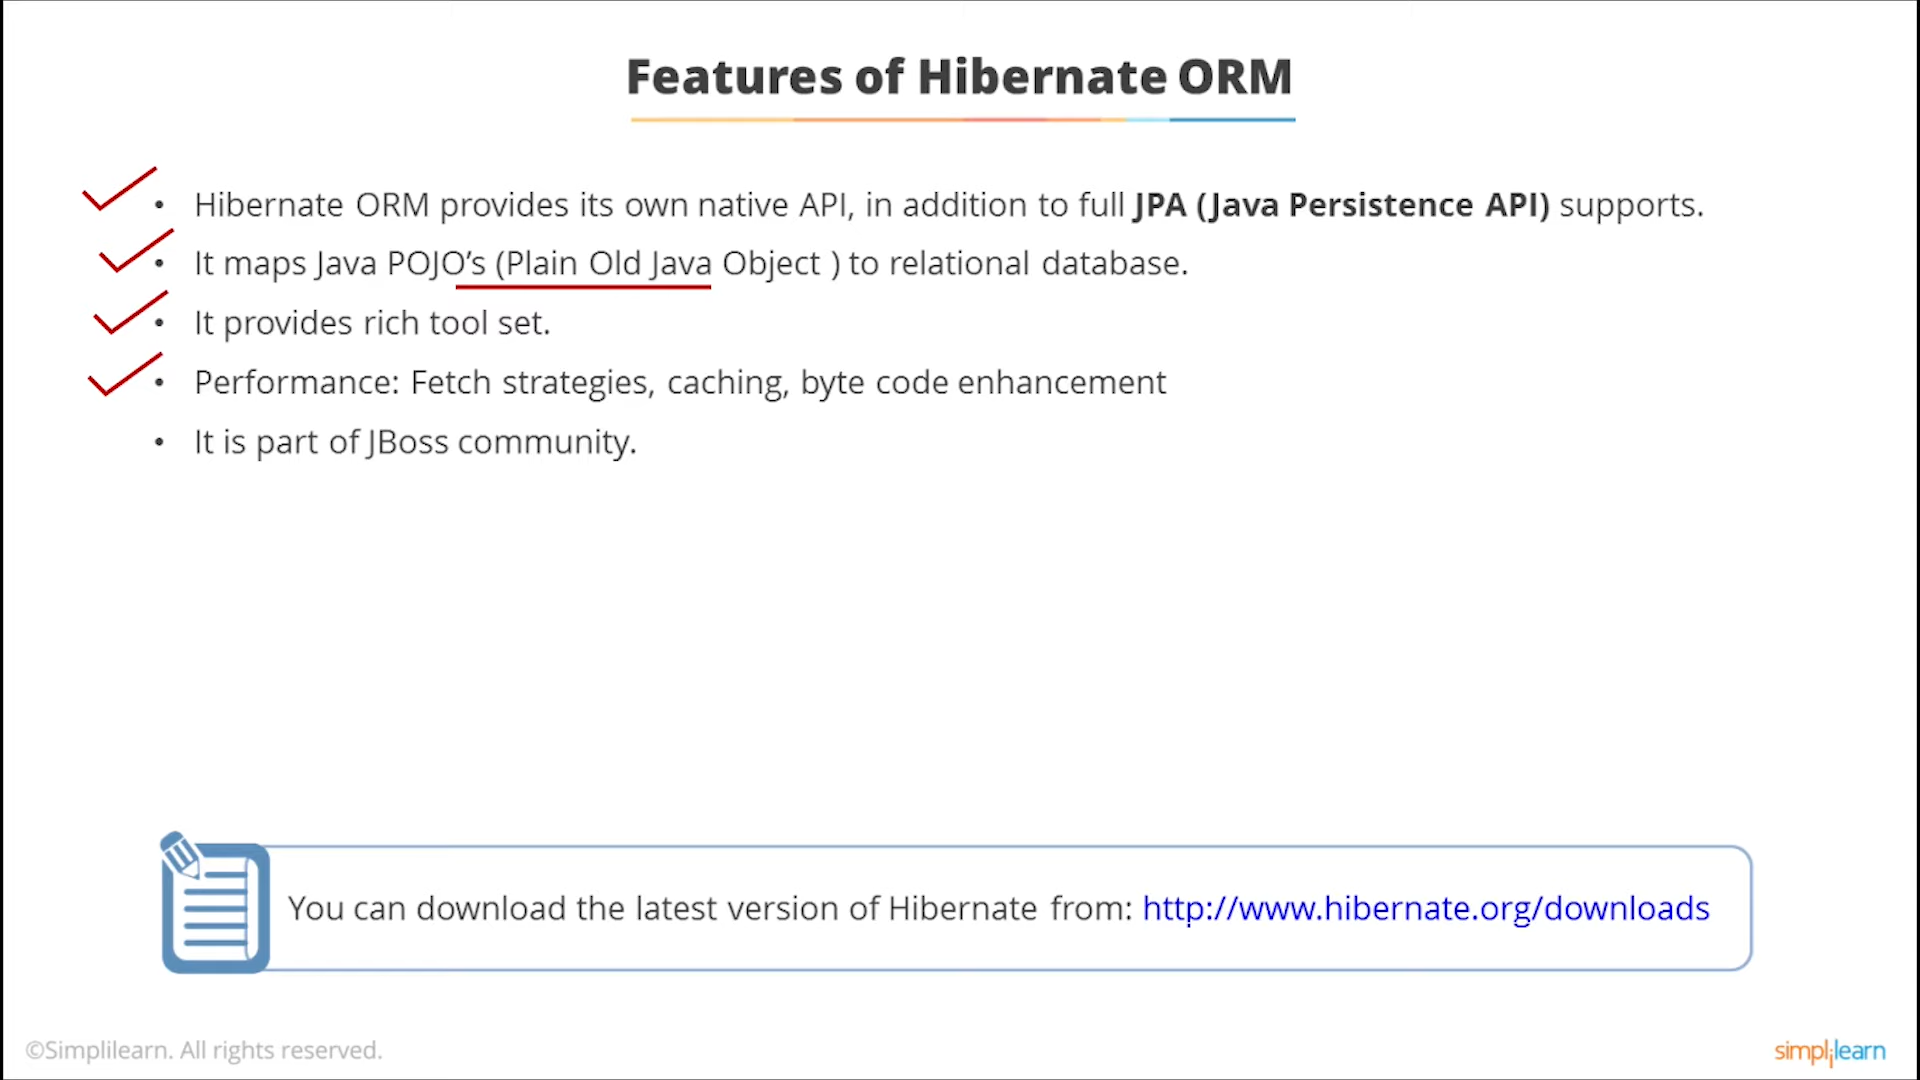 Features of Hibernate ORM
• Hibernate ORM provides its own native API, in addition to full JPA (Java Persistence API) supports.
• It maps Java POJO’s (Plain Old Java Object ) to relational database.
• It provides rich tool set.
• Performance: Fetch strategies, caching, byte code enhancement
• It is part of JBoss community.
You can download the latest version of Hibernate from: http://www.hibernate.org/downloads
©Simplilearn. All rights reserved.
simplilearn